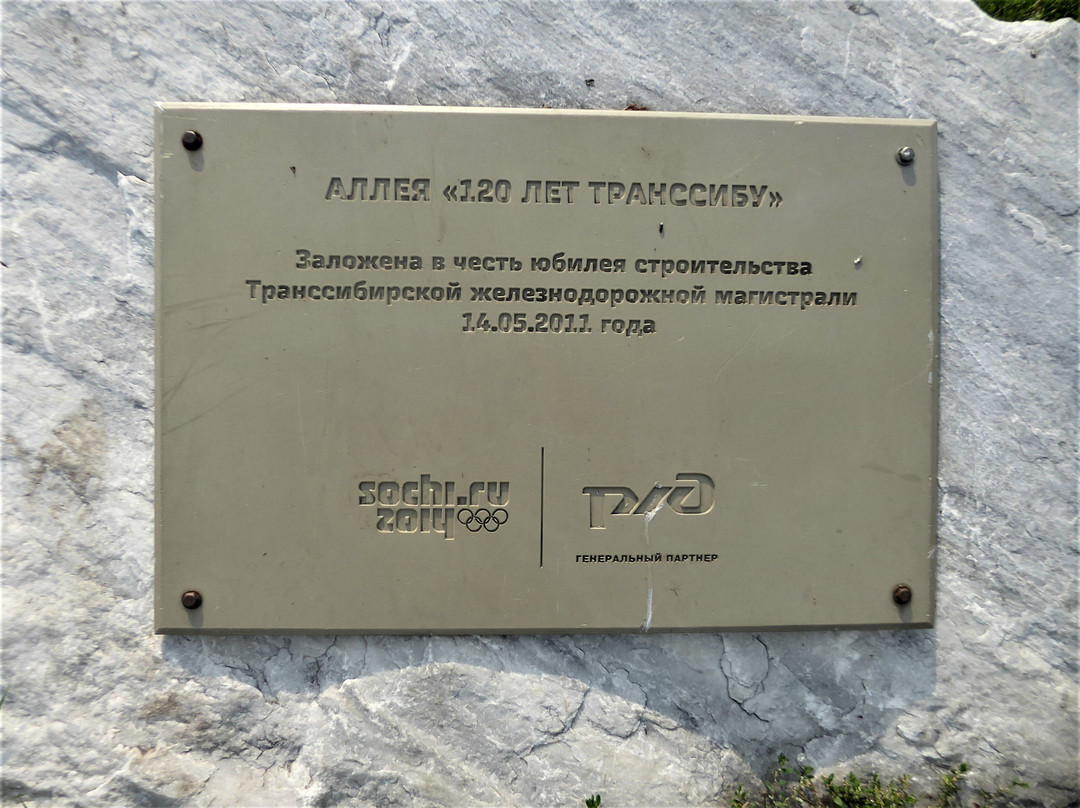 АЛЛЕЯ «120 ЛЕТ ТРАНССИБУ»
Заложена в честь юбилея строительства
Транссибирской железнодорожной магистрали
14.05.2011 года
sochi.ru
2014
РЖД
ГЕНЕРАЛЬНЫЙ ПАРТНЕР